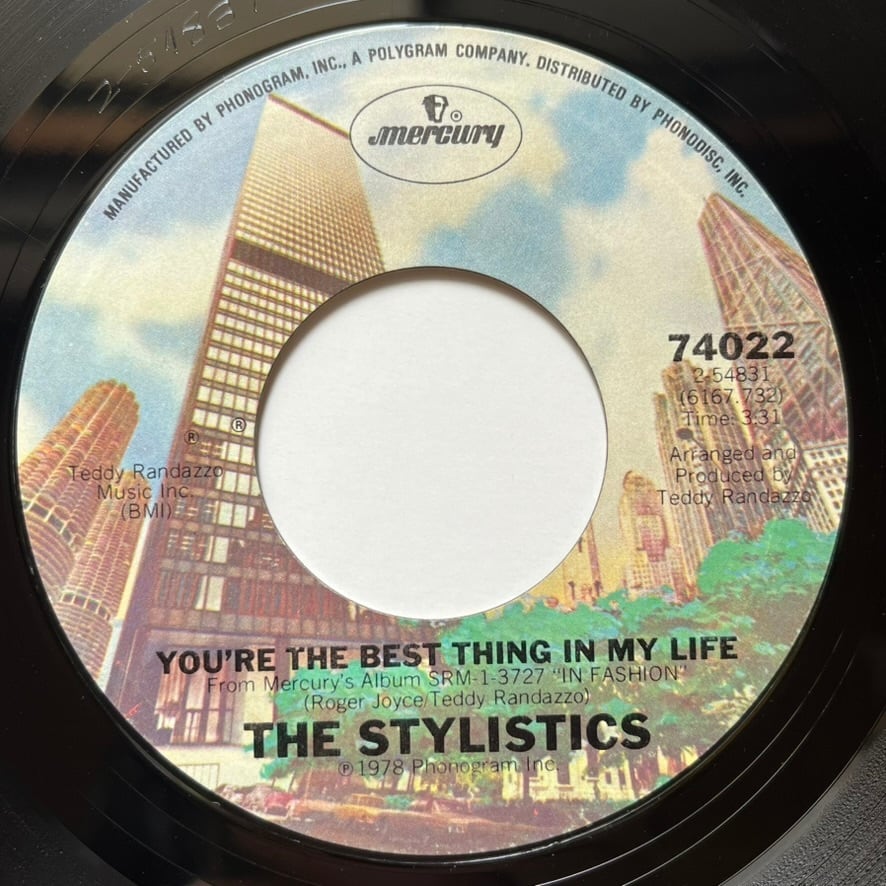 2-54831
MANUFACTURED BY PHONOGRAM, INC., A POLYGRAM COMPANY. DISTRIBUTED BY PHONODISC, INC.
®
mercury
74022
2-54831
(6167.732)
Time: 3.31
Arranged and
Produced by
Teddy Randazzo
®
®
Teddy Randazzo
Music Inc.
(BMI)
YOU'RE THE BEST THING IN MY LIFE
From Mercury's Album SRM-1-3727 "IN FASHION"
(Roger Joyce/Teddy Randazzo)
THE STYLISTICS
℗ 1978 Phonogram Inc.